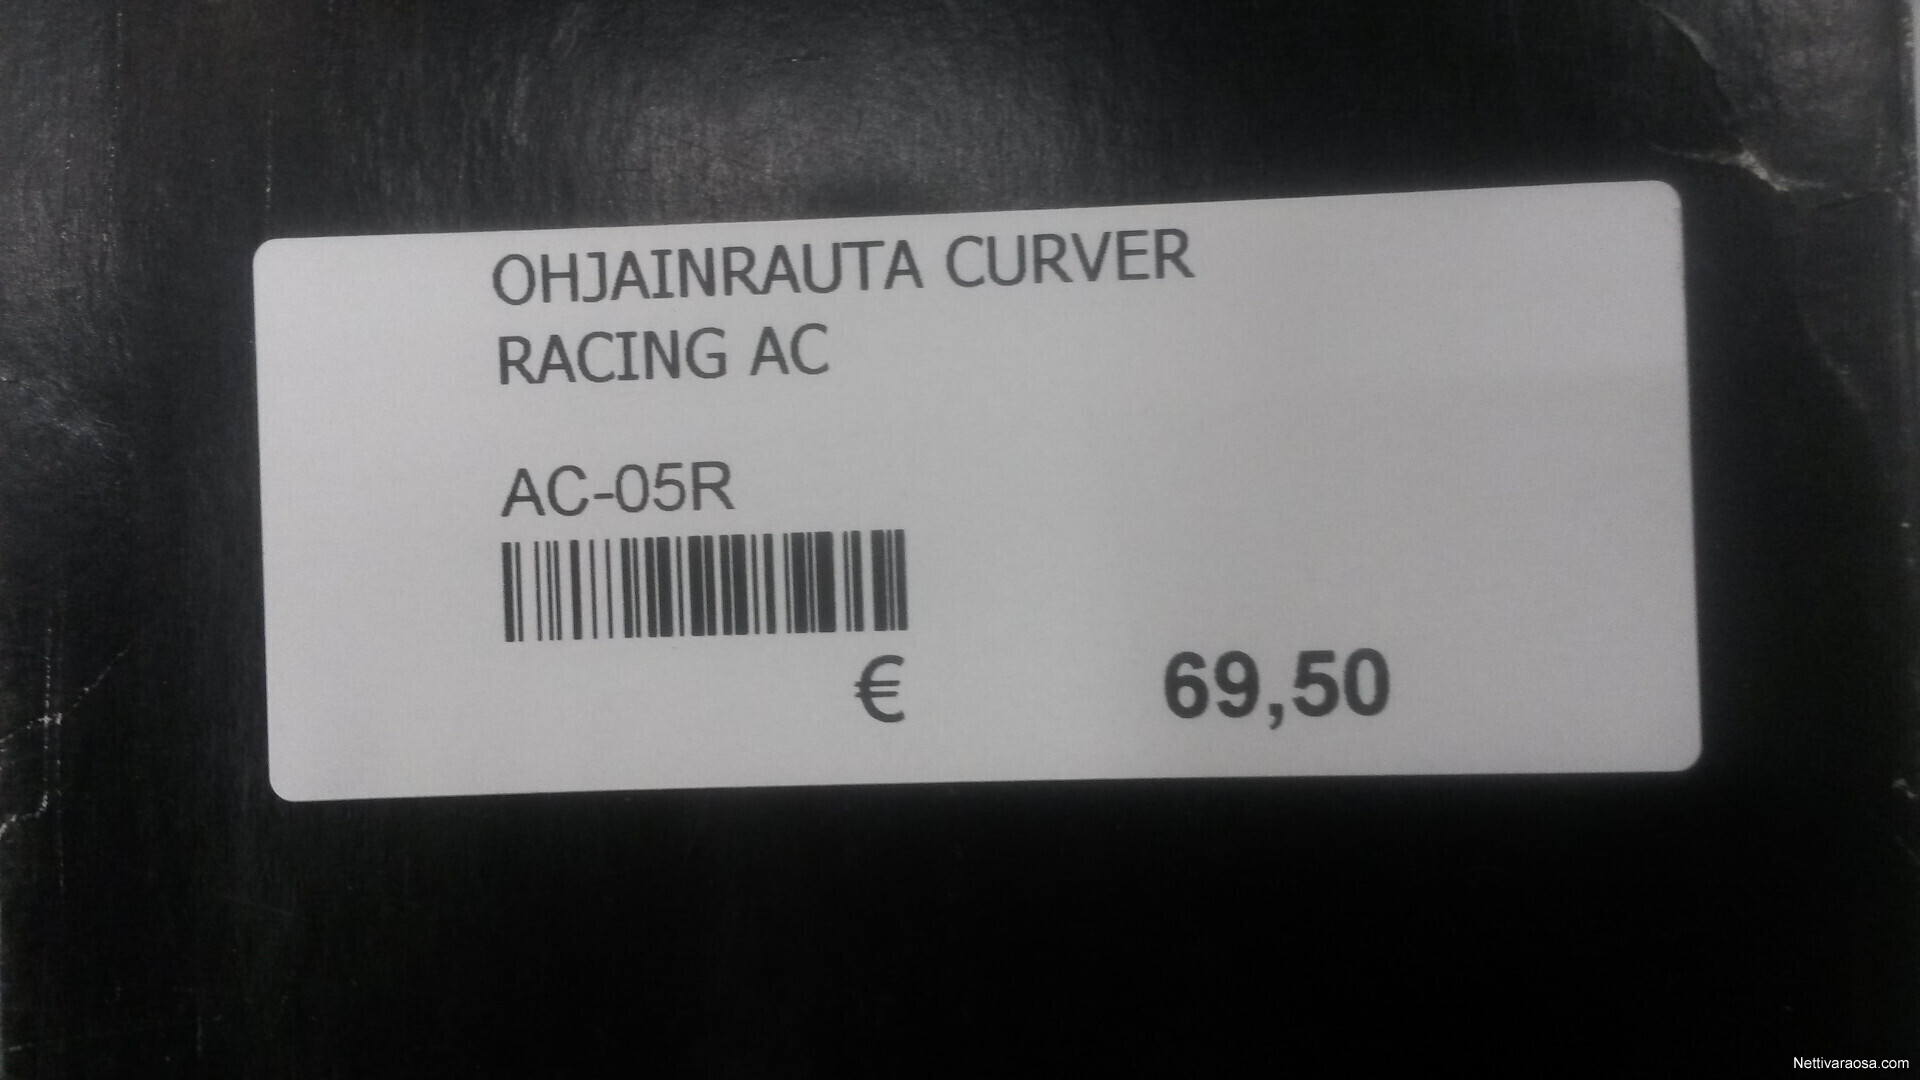 OHJAINRAUTA CURVER
RACING AC
AC-05R
€ 69,50
Nettivaraosa.com